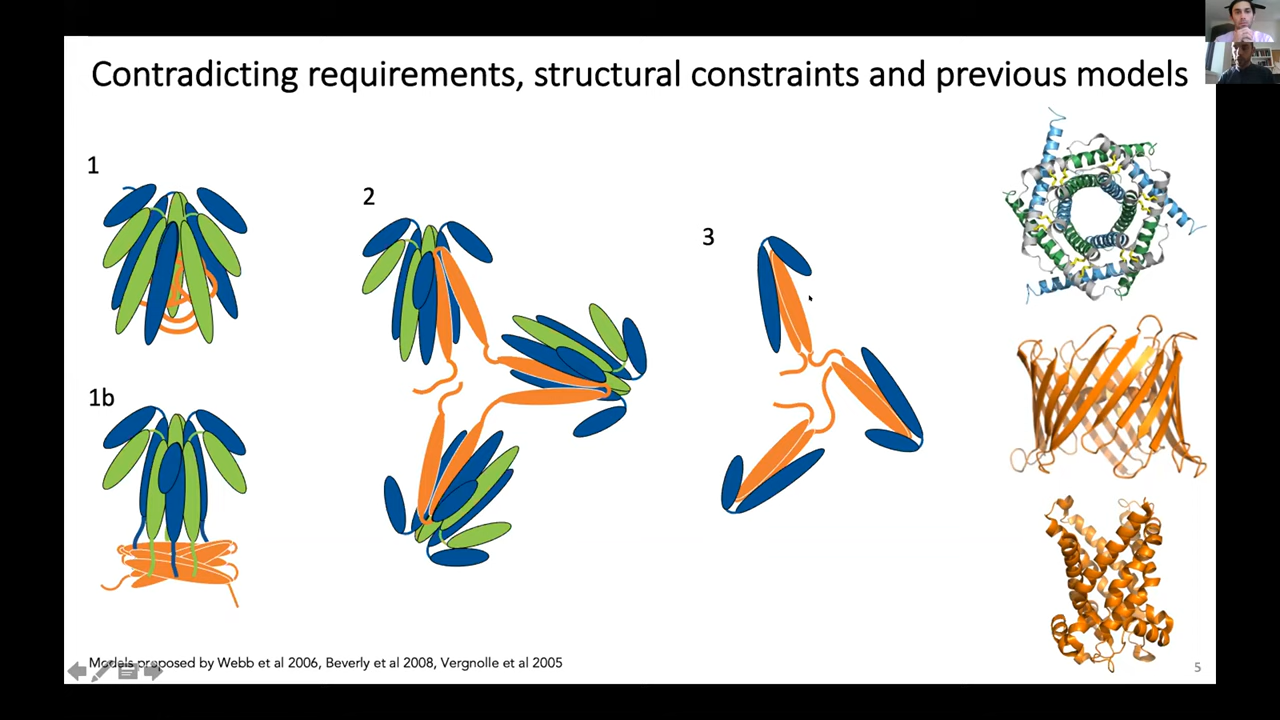 Contradicting requirements, structural constraints and previous models
1
2
3
1b
Models proposed by Webb et al 2006, Beverly et al 2008, Vergnolle et al 2005
5